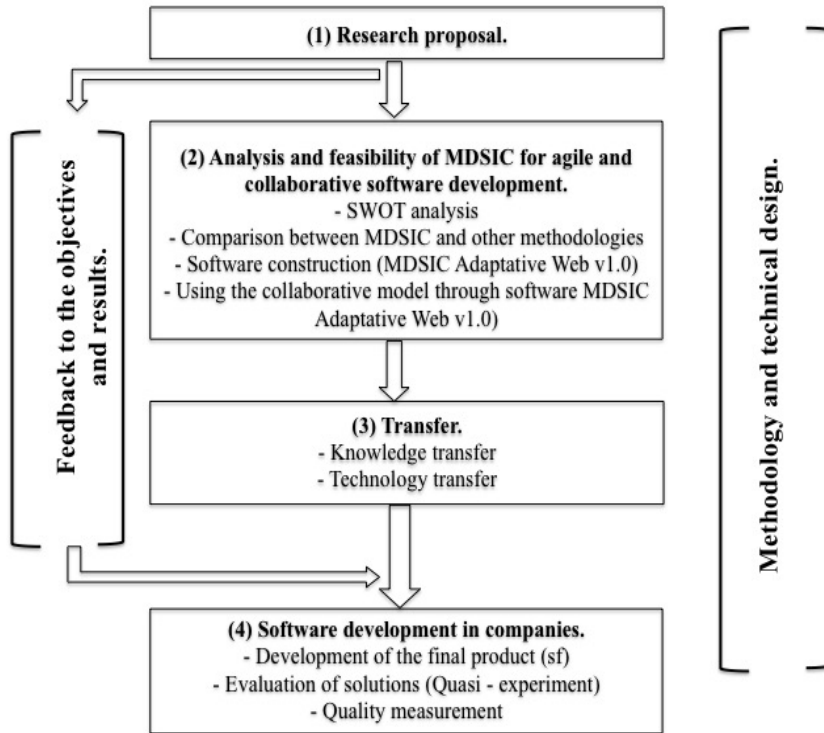 (1) Research proposal.
(2) Analysis and feasibility of MDSIC for agile and
collaborative software development.
- SWOT analysis
- Comparison between MDSIC and other methodologies
- Software construction (MDSIC Adaptative Web v1.0)
- Using the collaborative model through software MDSIC
Adaptative Web v1.0)
(3) Transfer.
- Knowledge transfer
- Technology transfer
(4) Software development in companies.
- Development of the final product (sf)
- Evaluation of solutions (Quasi - experiment)
- Quality measurement
Feedback to the objectives
and results.
Methodology and technical design.